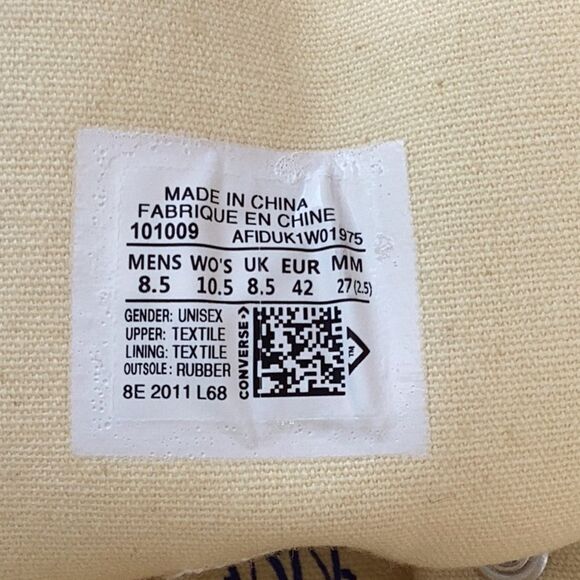 MADE IN CHINA
FABRIQUE EN CHINE
101009 AFIDUK1W01975
MENS WO'S UK EUR MM
8.5 10.5 8.5 42 27(2.5)
GENDER: UNISEX
UPPER: TEXTILE
LINING: TEXTILE
OUTSOLE: RUBBER
8E 2011 L68
CONVERSE
TM